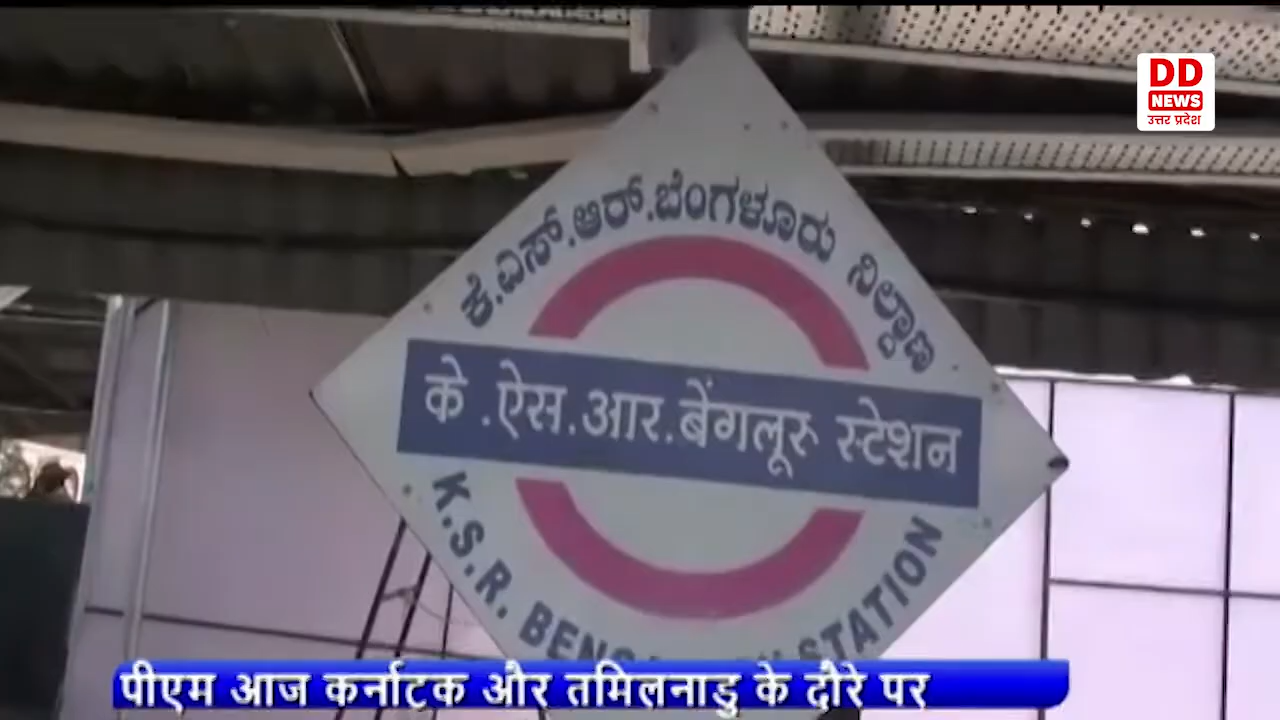 DD
NEWS
उत्तर प्रदेश
ಕೆ.ಎಸ್.ಆರ್.ಬೆಂಗಳೂರು ನಿಲ್ದಾಣ
के .ऐस.आर.बेंगलूरु स्टेशन
K.S.R. STATION
पीएम आज कर्नाटक और तमिलनाडु के दौरे पर